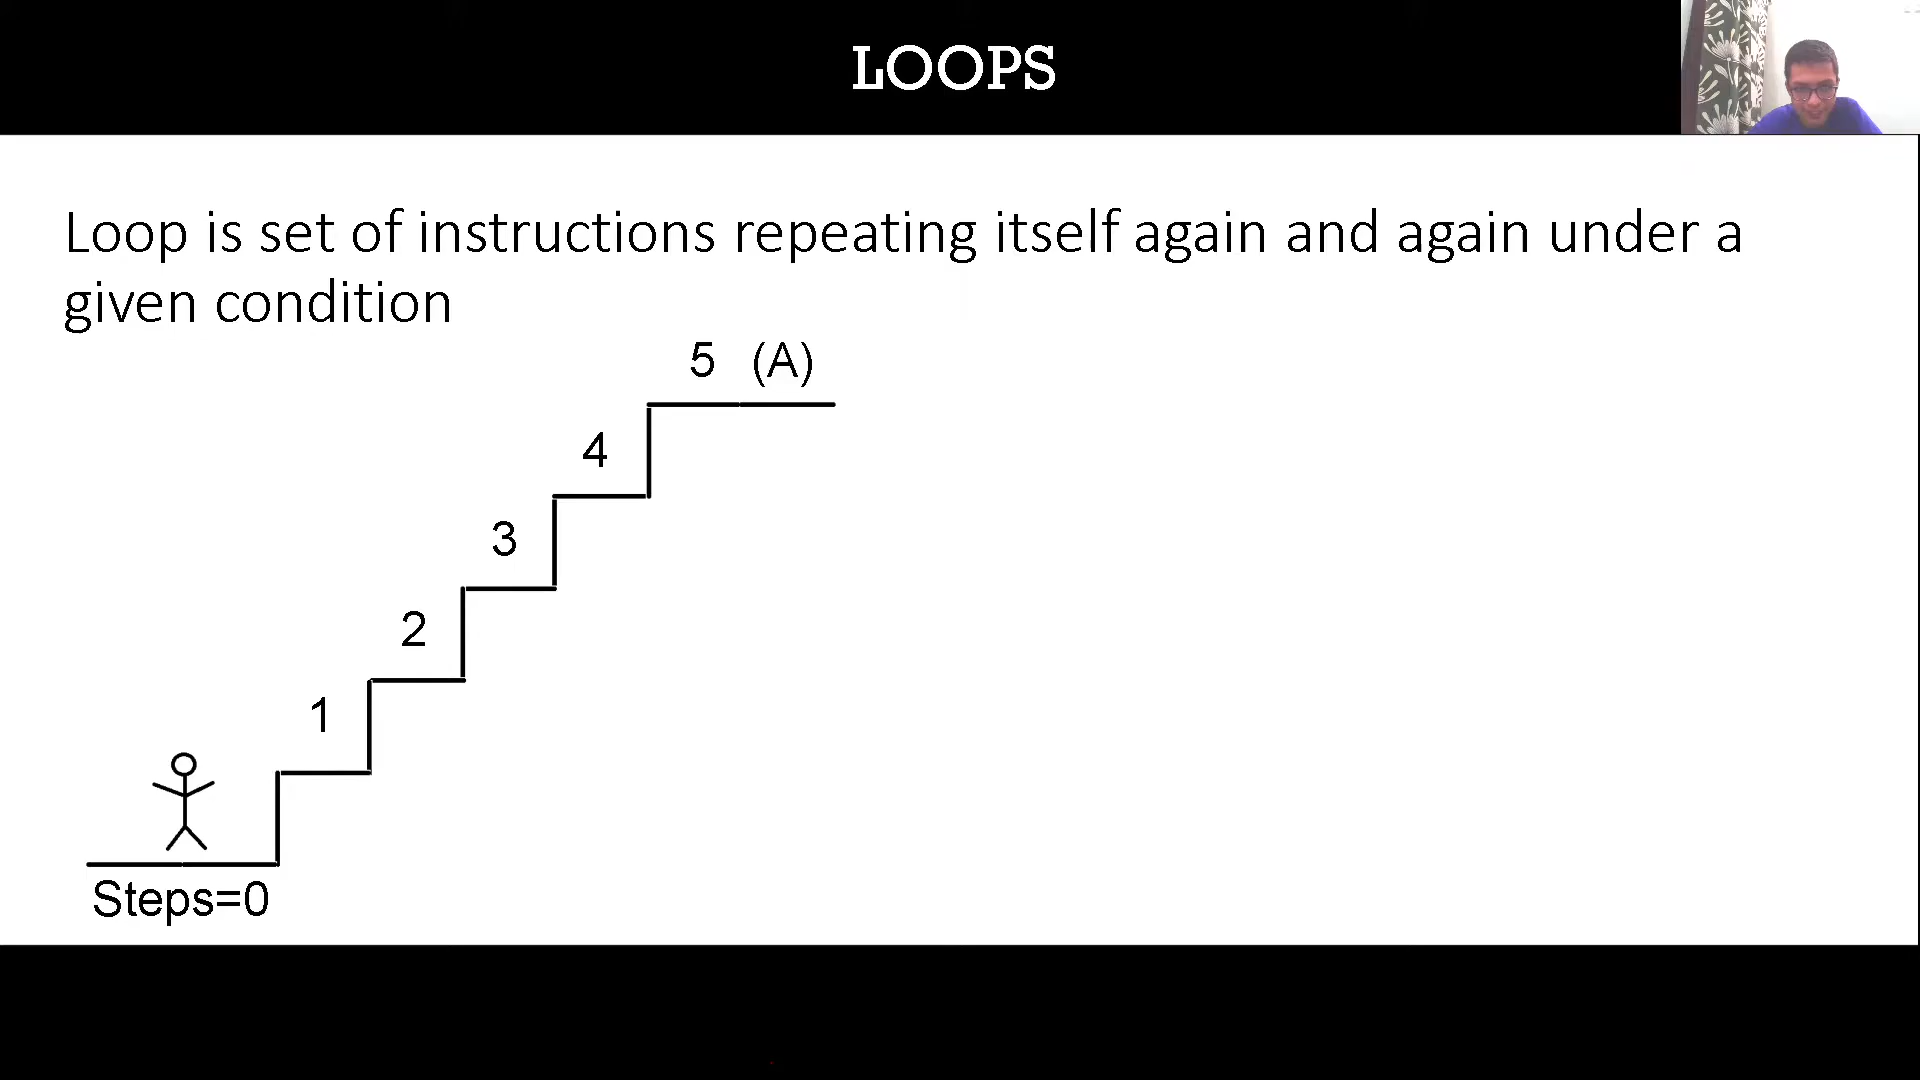 LOOPS
Loop is set of instructions repeating itself again and again under a
given condition
5 (A)
4
3
2
1
Steps=0